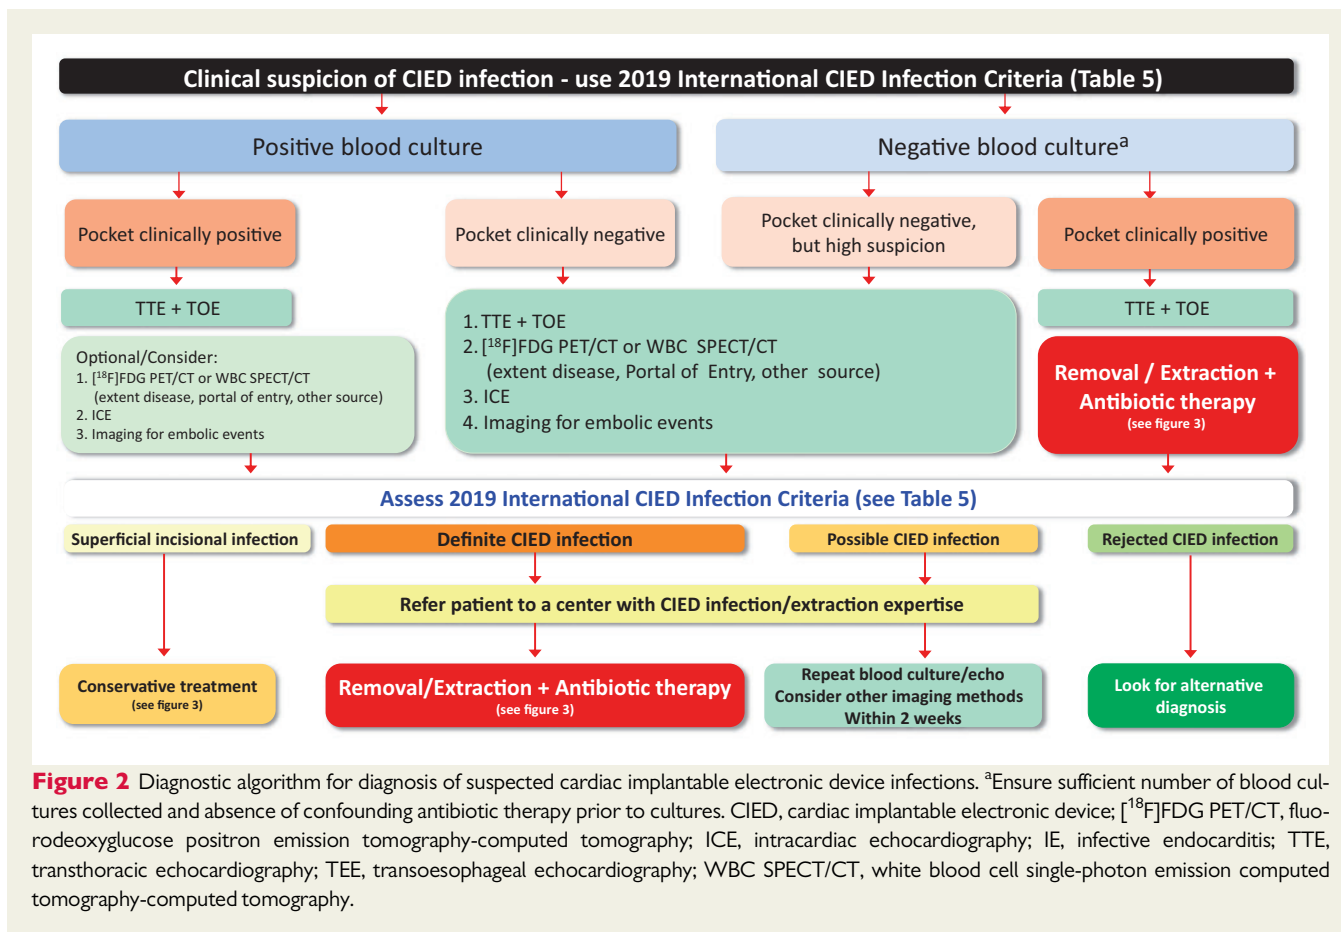 Clinical suspicion of CIED infection - use 2019 International CIED Infection Criteria (Table 5)
Positive blood culture
Negative blood cultureᵃ
Pocket clinically positive
Pocket clinically negative
Pocket clinically negative,
but high suspicion
Pocket clinically positive
TTE + TOE
Optional/Consider:
1. [¹⁸F]FDG PET/CT or WBC SPECT/CT
(extent disease, portal of entry, other source)
2. ICE
3. Imaging for embolic events
1. TTE + TOE
2. [¹⁸F]FDG PET/CT or WBC SPECT/CT
(extent disease, Portal of Entry, other source)
3. ICE
4. Imaging for embolic events
TTE + TOE
Removal / Extraction +
Antibiotic therapy
(see figure 3)
Assess 2019 International CIED Infection Criteria (see Table 5)
Superficial incisional infection
Definite CIED infection
Possible CIED infection
Rejected CIED infection
Refer patient to a center with CIED infection/extraction expertise
Conservative treatment
(see figure 3)
Removal/Extraction + Antibiotic therapy
(see figure 3)
Repeat blood culture/echo
Consider other imaging methods
Within 2 weeks
Look for alternative
diagnosis
Figure 2 Diagnostic algorithm for diagnosis of suspected cardiac implantable electronic device infections. ᵃEnsure sufficient number of blood cul-
tures collected and absence of confounding antibiotic therapy prior to cultures. CIED, cardiac implantable electronic device; [¹⁸F]FDG PET/CT, fluo-
rodeoxyglucose positron emission tomography-computed tomography; ICE, intracardiac echocardiography; IE, infective endocarditis; TTE,
transthoracic echocardiography; TEE, transoesophageal echocardiography; WBC SPECT/CT, white blood cell single-photon emission computed
tomography-computed tomography.